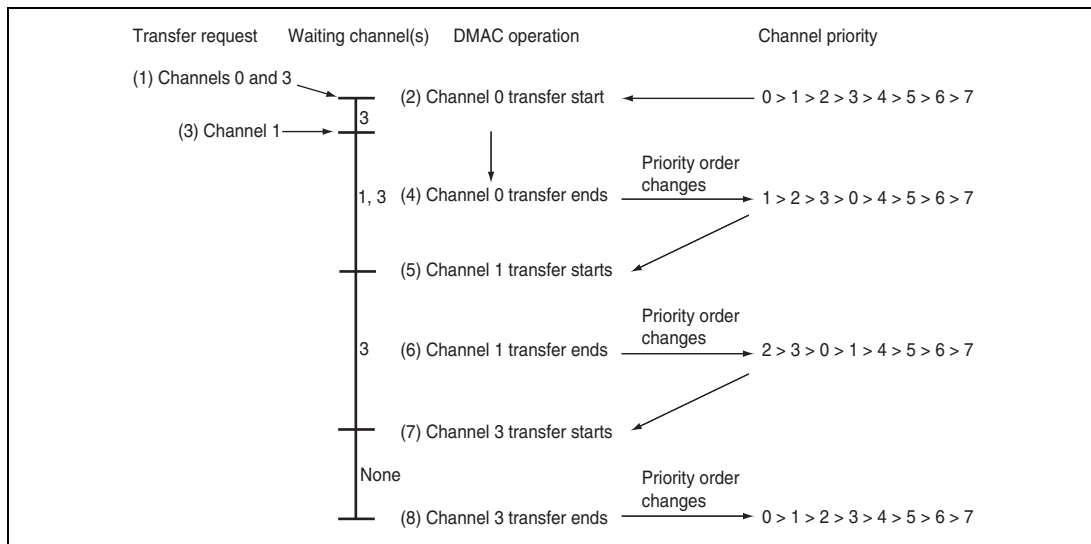 Transfer request Waiting channel(s) DMAC operation Channel priority
(1) Channels 0 and 3
(2) Channel 0 transfer start 0 > 1 > 2 > 3 > 4 > 5 > 6 > 7
3
(3) Channel 1
Priority order
changes
1, 3 (4) Channel 0 transfer ends 1 > 2 > 3 > 0 > 4 > 5 > 6 > 7
(5) Channel 1 transfer starts
Priority order
changes
3 (6) Channel 1 transfer ends 2 > 3 > 0 > 1 > 4 > 5 > 6 > 7
(7) Channel 3 transfer starts
None
Priority order
changes
(8) Channel 3 transfer ends 0 > 1 > 2 > 3 > 4 > 5 > 6 > 7